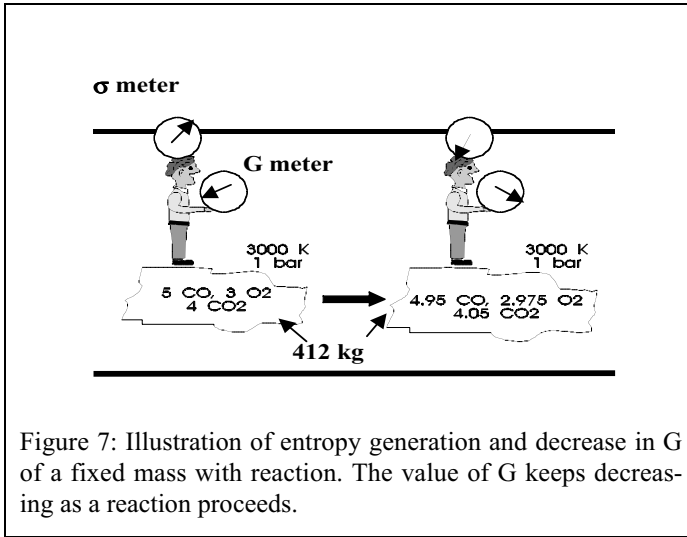 σ meter
G meter
3000 K
1 bar
3000 K
1 bar
5 CO, 3 O2
4 CO2
4.95 CO, 2.975 O2
4.05 CO2
412 kg
Figure 7: Illustration of entropy generation and decrease in G
of a fixed mass with reaction. The value of G keeps decreas-
ing as a reaction proceeds.